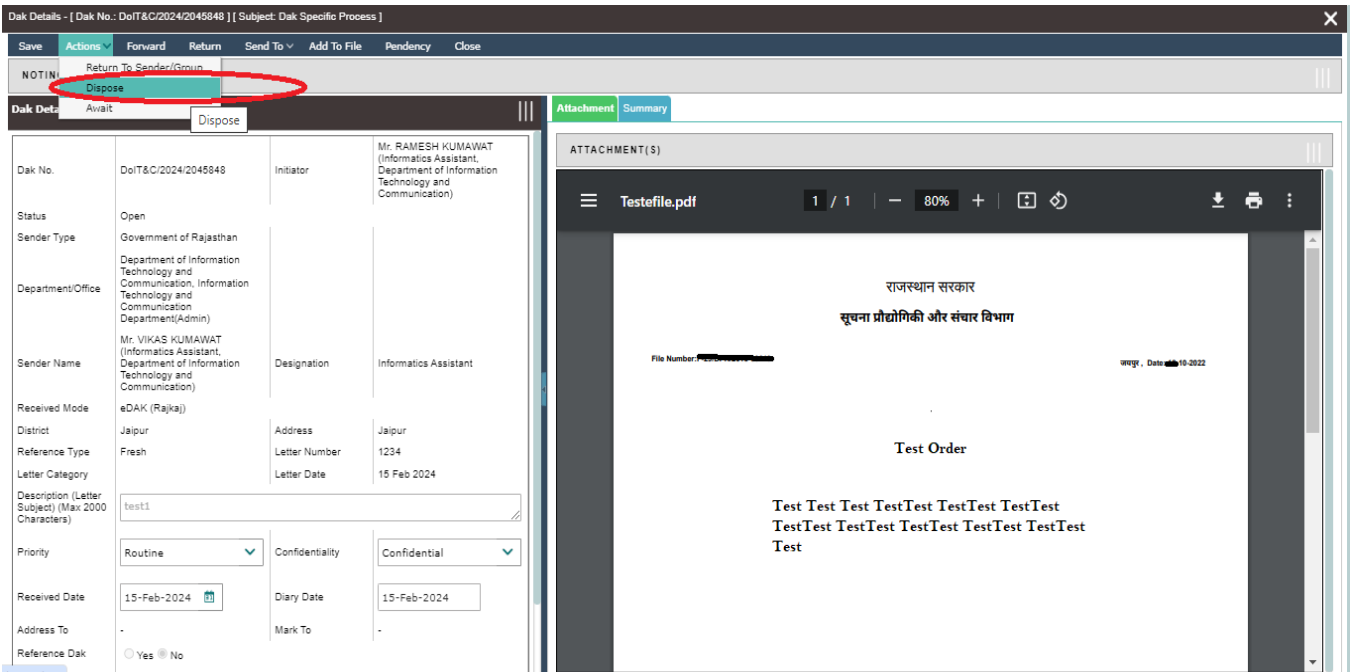 Dak Details - [ Dak No.: DoIT&C/2024/2045848 ] [ Subject: Dak Specific Process ]
Save Actions Forward Return Send To Add To File Pendency Close
Return To Sender/Group
Dispose
Await
Dispose
Attachment Summary
ATTACHMENT(S)
Dak No. DoIT&C/2024/2045848 Initiator
Mr. RAMESH KUMAWAT
(Informatics Assistant,
Department of Information
Technology and
Communication)
Status Open
Sender Type Government of Rajasthan
Department/Office
Department of Information
Technology and
Communication, Information
Technology and
Communication
Department(Admin)
Sender Name
Mr. VIKAS KUMAWAT
(Informatics Assistant,
Department of Information
Technology and
Communication)
Designation Informatics Assistant
Received Mode eDAK (Rajkaj)
District Jaipur Address Jaipur
Reference Type Fresh Letter Number 1234
Letter Category Letter Date 15 Feb 2024
Description (Letter
Subject) (Max 2000
Characters)
test1
Priority Routine Confidentiality Confidential
Received Date 15-Feb-2024 Diary Date 15-Feb-2024
Address To - Mark To -
Reference Dak Yes No
Testefile.pdf 1 / 1 80%
राजस्थान सरकार
सूचना प्रौद्योगिकी और संचार विभाग
File Number:
जयपुर , Date: 10-2022
Test Order
Test Test Test TestTest TestTest TestTest
TestTest TestTest TestTest TestTest TestTest
Test